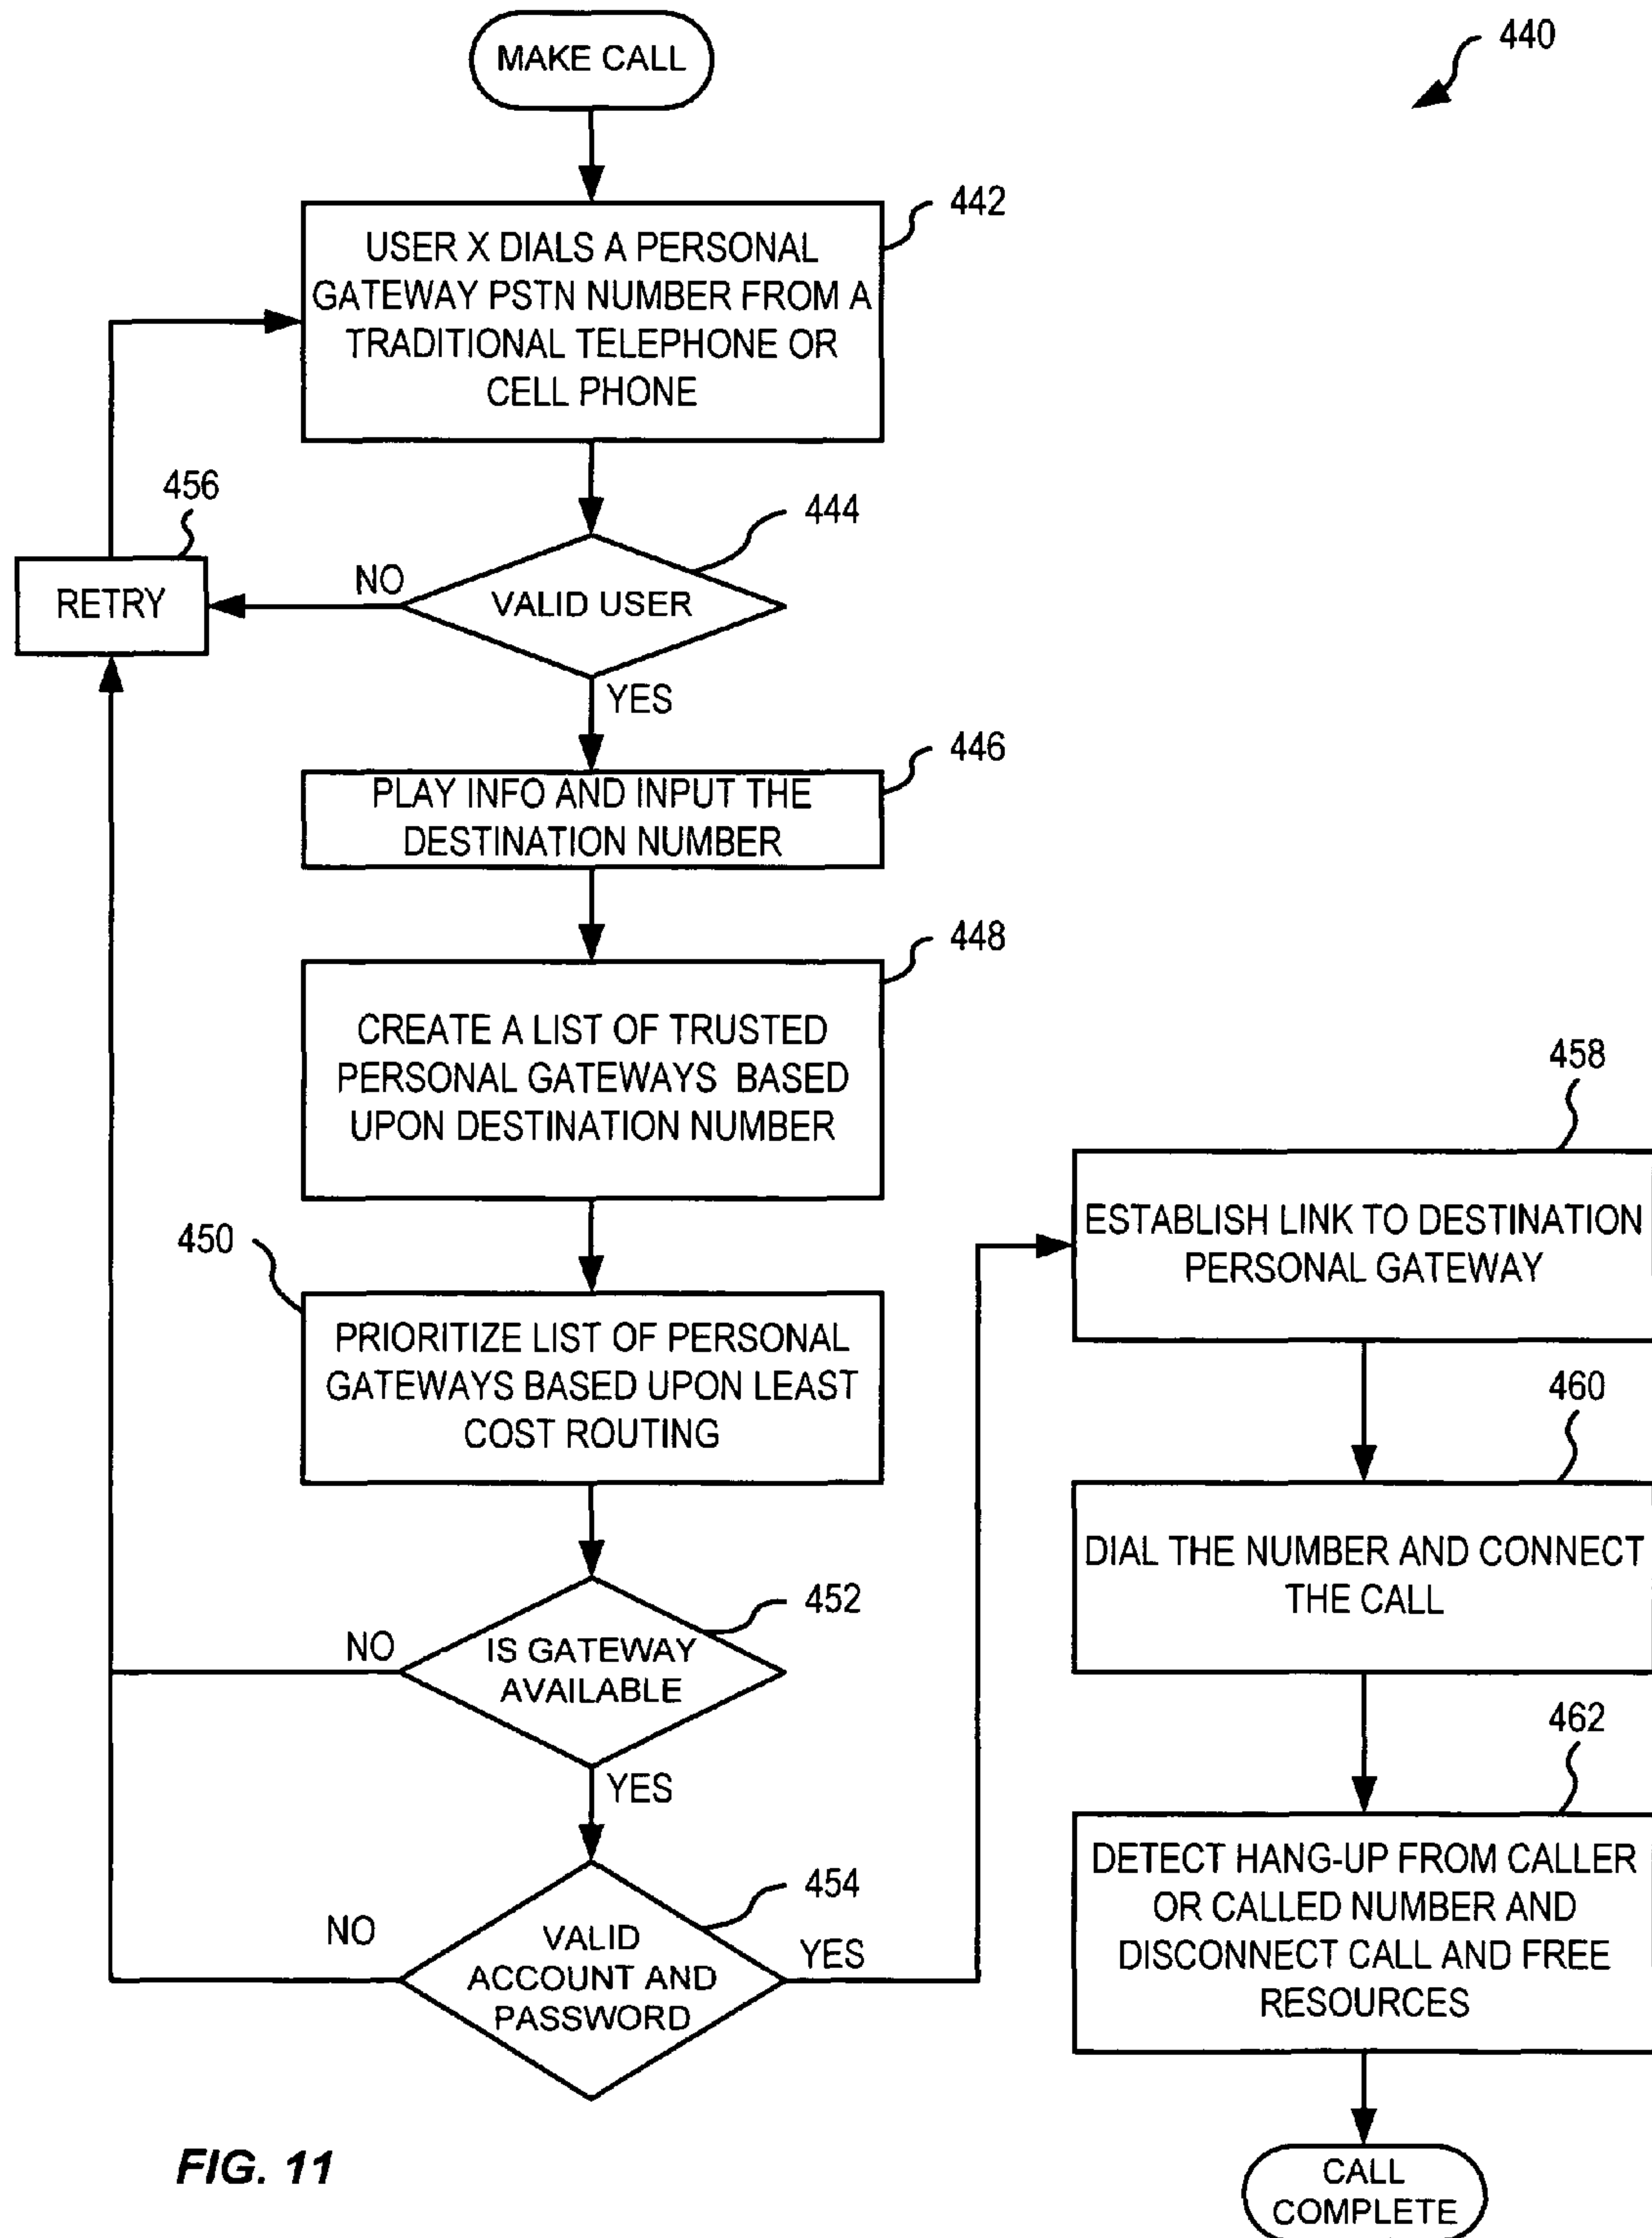 MAKE CALL
440
442
USER X DIALS A PERSONAL
GATEWAY PSTN NUMBER FROM A
TRADITIONAL TELEPHONE OR
CELL PHONE
456
RETRY
444
NO
VALID USER
YES
446
PLAY INFO AND INPUT THE
DESTINATION NUMBER
448
CREATE A LIST OF TRUSTED
PERSONAL GATEWAYS BASED
UPON DESTINATION NUMBER
450
PRIORITIZE LIST OF PERSONAL
GATEWAYS BASED UPON LEAST
COST ROUTING
452
NO
IS GATEWAY
AVAILABLE
YES
454
NO
VALID
ACCOUNT AND
PASSWORD
YES
458
ESTABLISH LINK TO DESTINATION
PERSONAL GATEWAY
460
DIAL THE NUMBER AND CONNECT
THE CALL
462
DETECT HANG-UP FROM CALLER
OR CALLED NUMBER AND
DISCONNECT CALL AND FREE
RESOURCES
CALL
COMPLETE
FIG. 11